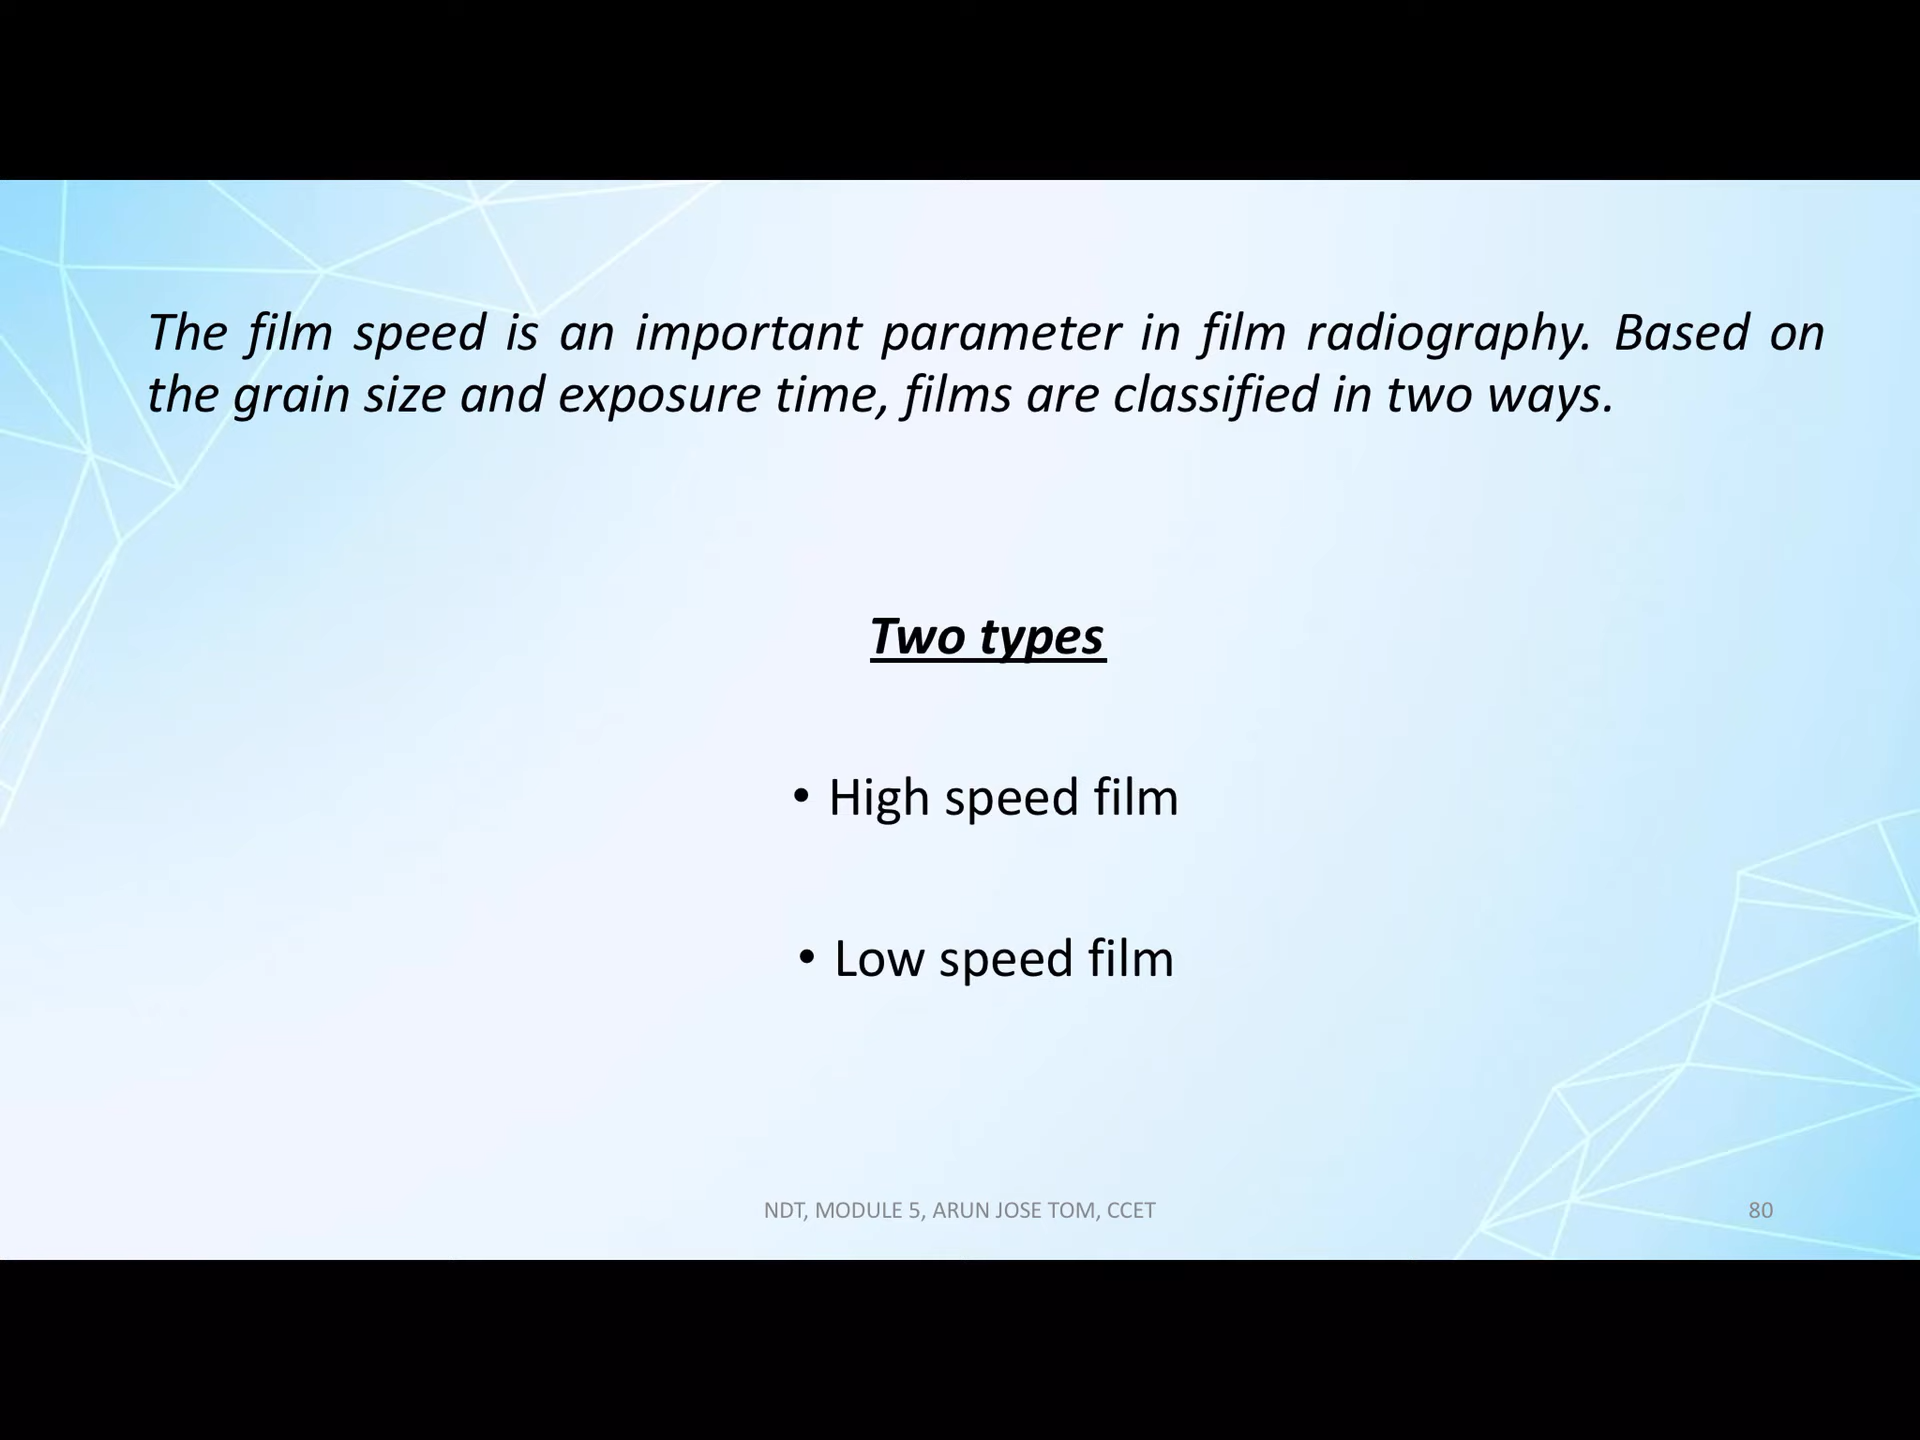 The film speed is an important parameter in film radiography. Based on
the grain size and exposure time, films are classified in two ways.
Two types
• High speed film
• Low speed film
NDT, MODULE 5, ARUN JOSE TOM, CCET
80